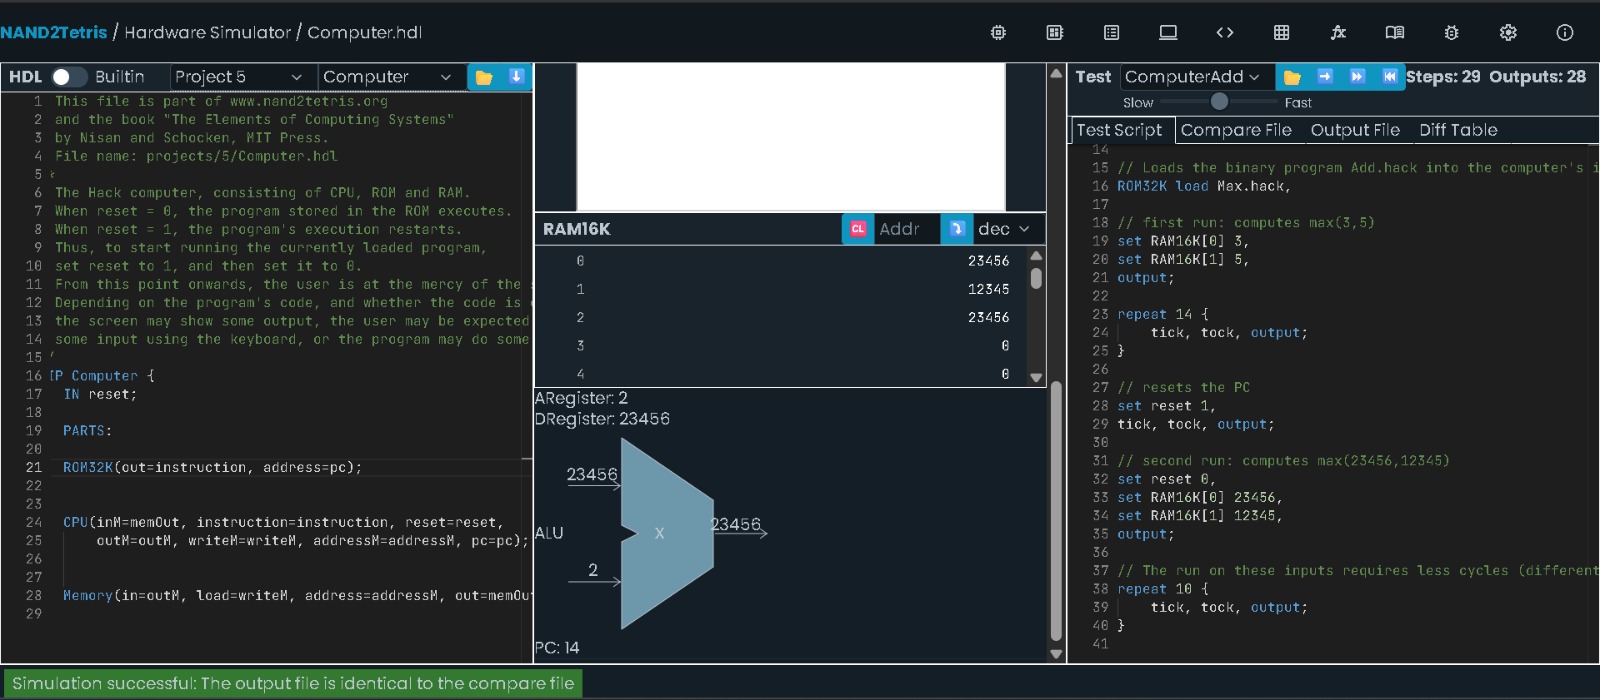 NAND2Tetris / Hardware Simulator / Computer.hdl
HDL Builtin Project 5 Computer
1 This file is part of www.nand2tetris.org
2 and the book "The Elements of Computing Systems"
3 by Nisan and Schocken, MIT Press.
4 File name: projects/5/Computer.hdl
5
6 The Hack computer, consisting of CPU, ROM and RAM.
7 When reset = 0, the program stored in the ROM executes.
8 When reset = 1, the program's execution restarts.
9 Thus, to start running the currently loaded program,
10 set reset to 1, and then set it to 0.
11 From this point onwards, the user is at the mercy of the
12 Depending on the program's code, and whether the code is
13 the screen may show some output, the user may be expected
14 some input using the keyboard, or the program may do some
15 /
16 IP Computer {
17 IN reset;
18
19 PARTS:
20
21 ROM32K(out=instruction, address=pc);
22
23
24 CPU(inM=memOut, instruction=instruction, reset=reset,
25 outM=outM, writeM=writeM, addressM=addressM, pc=pc);
26
27
28 Memory(in=outM, load=writeM, address=addressM, out=memOu
29
RAM16K CL Addr dec
0 23456
1 12345
2 23456
3 0
4 0
ARegister: 2
DRegister: 23456
23456
23456
ALU X
2
PC: 14
Test ComputerAdd Steps: 29 Outputs: 28
Slow Fast
Test Script Compare File Output File Diff Table
14
15 // Loads the binary program Add.hack into the computer's i
16 ROM32K load Max.hack,
17
18 // first run: computes max(3,5)
19 set RAM16K[0] 3,
20 set RAM16K[1] 5,
21 output;
22
23 repeat 14 {
24 tick, tock, output;
25 }
26
27 // resets the PC
28 set reset 1,
29 tick, tock, output;
30
31 // second run: computes max(23456,12345)
32 set reset 0,
33 set RAM16K[0] 23456,
34 set RAM16K[1] 12345,
35 output;
36
37 // The run on these inputs requires less cycles (different
38 repeat 10 {
39 tick, tock, output;
40 }
41
Simulation successful: The output file is identical to the compare file